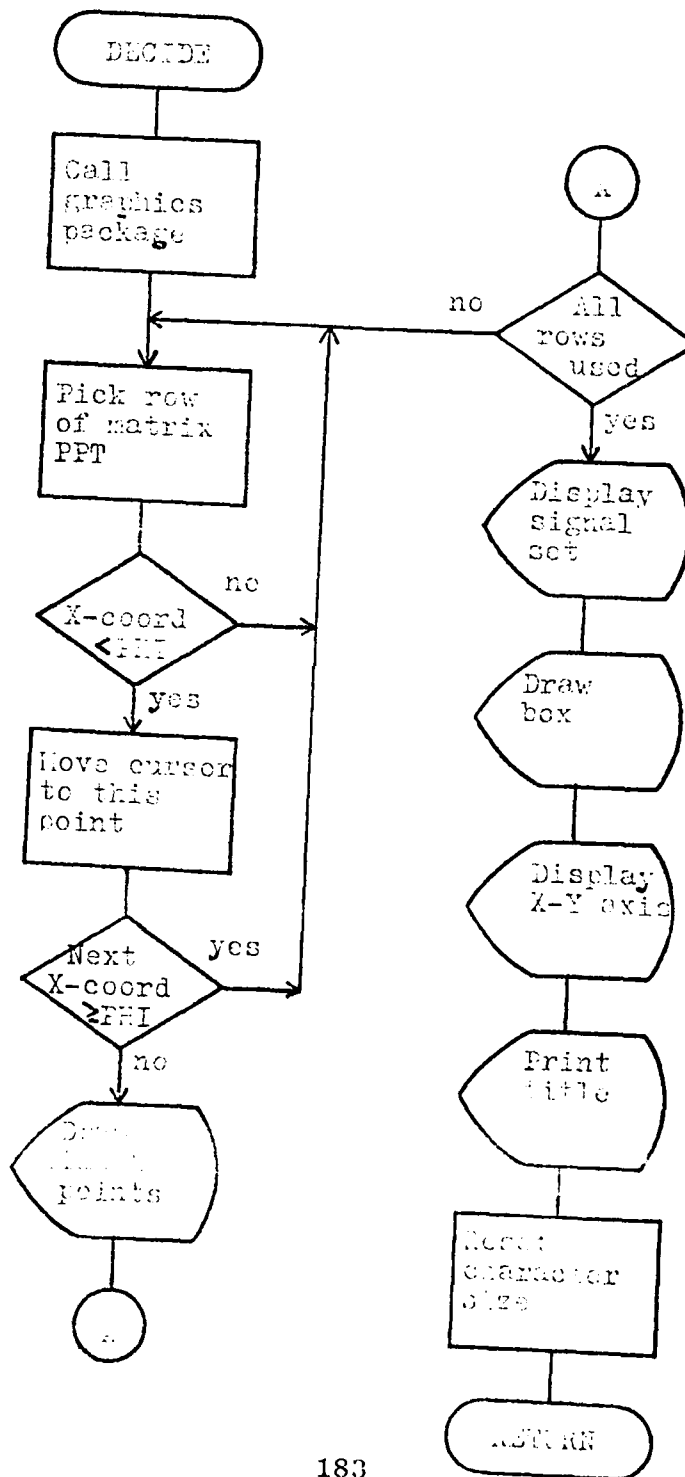 DECIDE
Call
graphics
package
Pick row
of matrix
PPT
X-coord
<PHI
no
yes
Move cursor
to this
point
Next
X-coord
≥PHI
yes
no
points
A
All
rows
used
no
yes
Display
signal
set
Draw
box
Display
X-Y axis
Print
title
Reset
character
size
RETURN
183